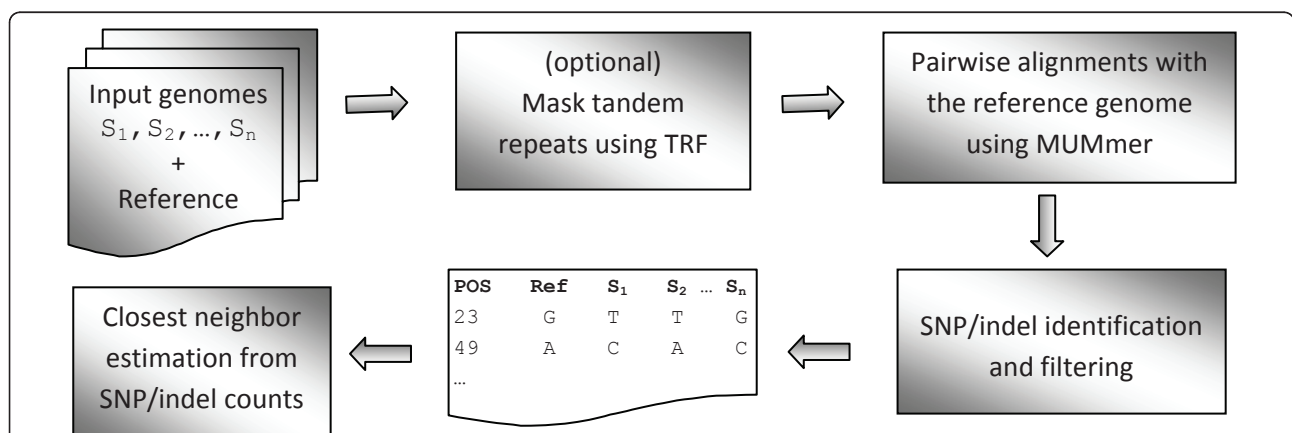 Input genomes
S1, S2, …, Sn
+
Reference
(optional)
Mask tandem
repeats using TRF
Pairwise alignments with
the reference genome
using MUMmer
SNP/indel identification
and filtering
POS Ref S1 S2 … Sn
23 G T T G
49 A C A C
…
Closest neighbor
estimation from
SNP/indel counts